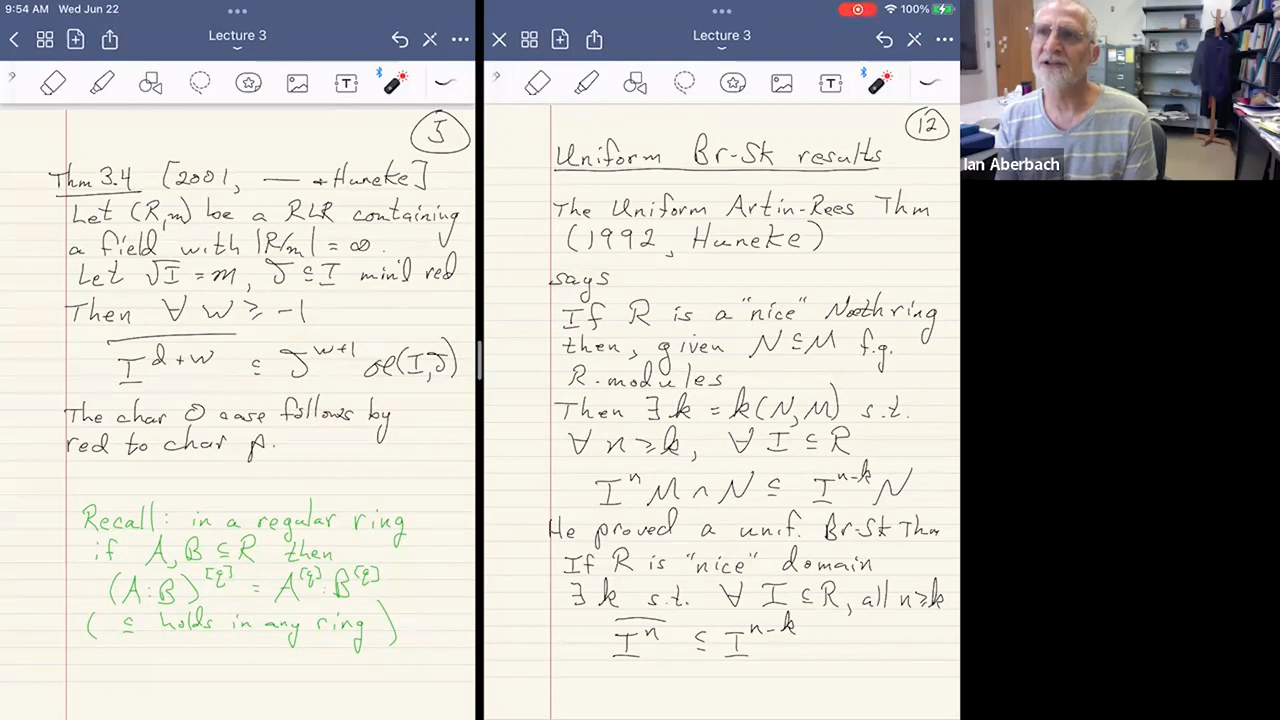 9:54 AM Wed Jun 22
Lecture 3
5
Thm 3.4 [2001, — + Huneke]
Let (R,m) be a RLR containing
a field with |R/m| = ∞.
Let √I = m, J ⊆ I min'l red
Then ∀ w ≥ -1
\overline{I^{d+w}} ⊆ J^{w+1} 𝒶(I,J)
The char 0 case follows by
red to char p.
Recall: in a regular ring
if A, B ⊆ R then
(A:B)^{[q]} = A^{[q]}: B^{[q]}
( ⊆ holds in any ring )
100%
Lecture 3
12
Uniform Br-Sk results
The Uniform Artin-Rees Thm
(1992, Huneke)
says
If R is a "nice" Noeth ring
then, given N ⊆ M f.g.
R-modules
Then ∃ k = k(N,M) s.t.
∀ n ≥ k, ∀ I ⊆ R
I^n M ∩ N ⊆ I^{n-k} N
He proved a unif. Br-Sk Thm
If R is "nice" domain
∃ k s.t. ∀ I ⊆ R, all n ≥ k
\overline{I^n} ⊆ I^{n-k}
Ian Aberbach